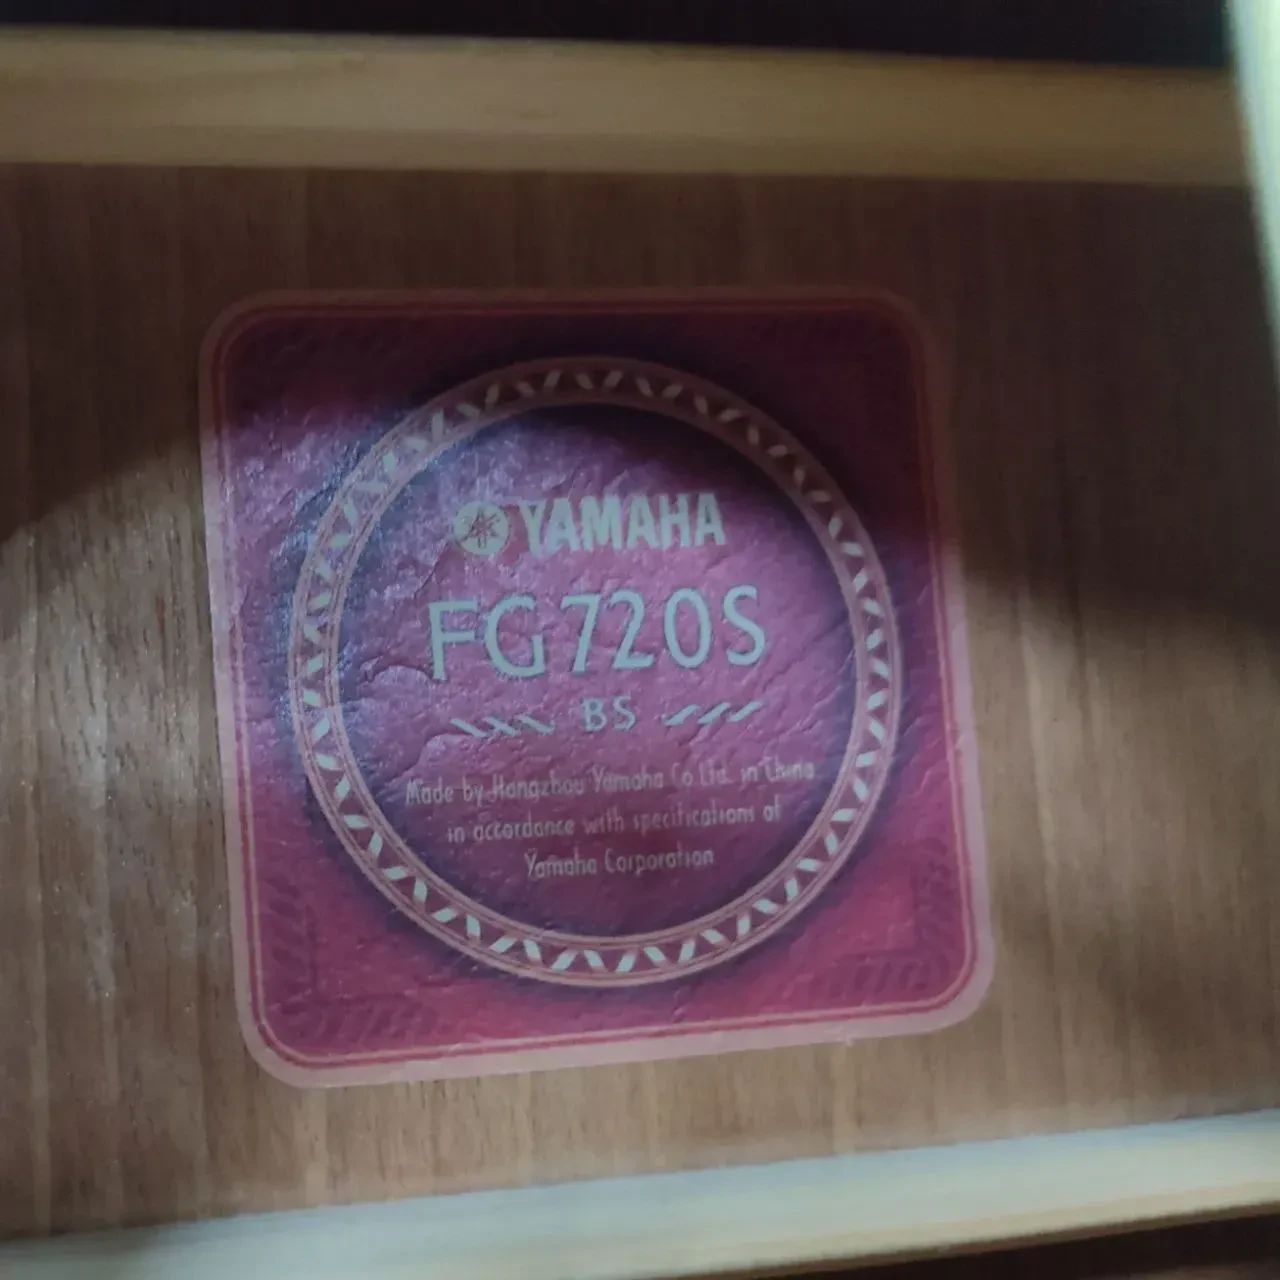 YAMAHA
FG720S
BS
Made by Hangzhou Yamaha Co.Ltd. in China
in accordance with specifications of
Yamaha Corporation